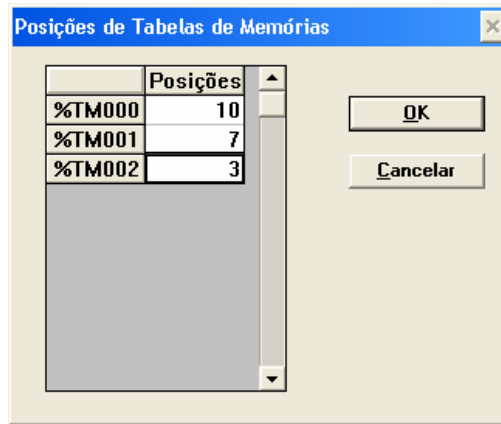 Posições de Tabelas de Memórias
Posições
%TM000 10
%TM001 7
%TM002 3
OK
Cancelar